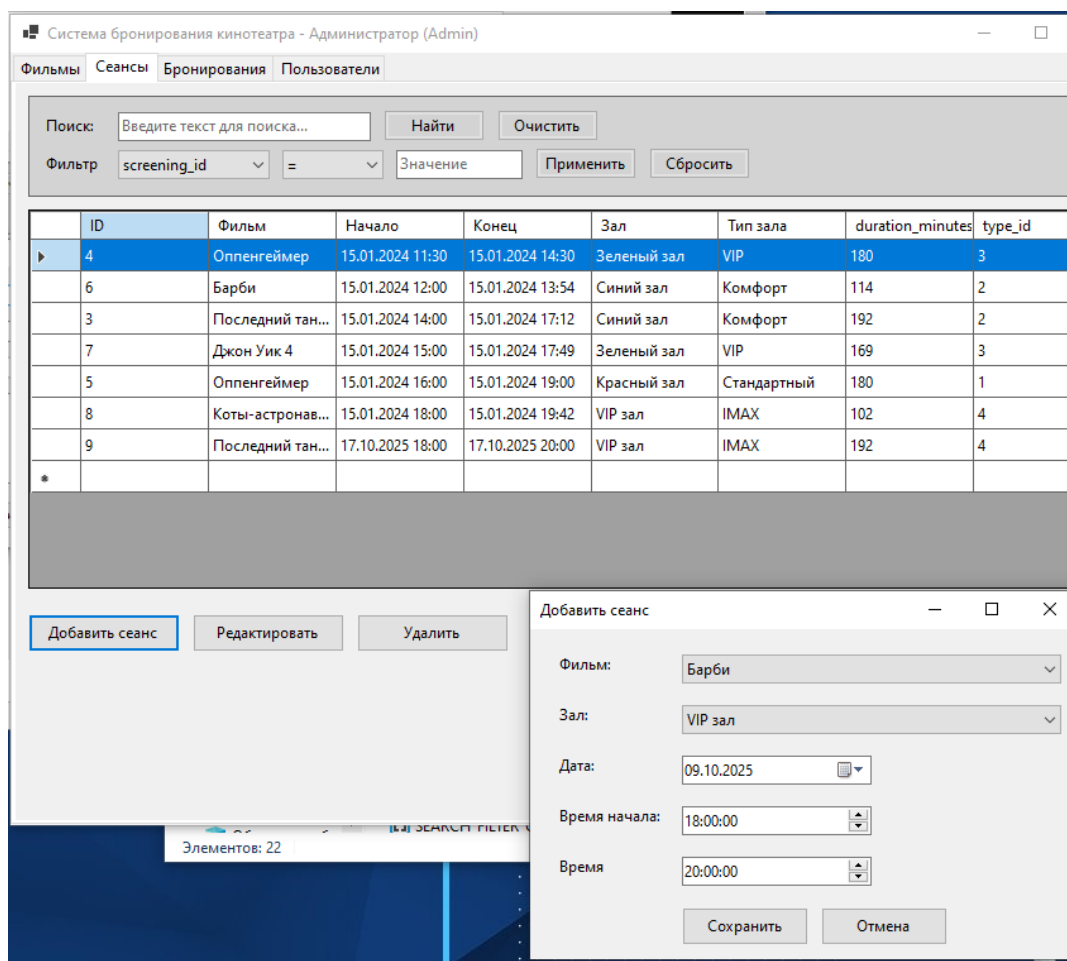 Система бронирования кинотеатра - Администратор (Admin)
Фильмы Сеансы Бронирования Пользователи
Поиск: Введите текст для поиска... Найти Очистить
Фильтр screening_id = Значение Применить Сбросить
ID Фильм Начало Конец Зал Тип зала duration_minutes type_id
4 Оппенгеймер 15.01.2024 11:30 15.01.2024 14:30 Зеленый зал VIP 180 3
6 Барби 15.01.2024 12:00 15.01.2024 13:54 Синий зал Комфорт 114 2
3 Последний тан... 15.01.2024 14:00 15.01.2024 17:12 Синий зал Комфорт 192 2
7 Джон Уик 4 15.01.2024 15:00 15.01.2024 17:49 Зеленый зал VIP 169 3
5 Оппенгеймер 15.01.2024 16:00 15.01.2024 19:00 Красный зал Стандартный 180 1
8 Коты-астронав... 15.01.2024 18:00 15.01.2024 19:42 VIP зал IMAX 102 4
9 Последний тан... 17.10.2025 18:00 17.10.2025 20:00 VIP зал IMAX 192 4
Добавить сеанс Редактировать Удалить
Добавить сеанс
Фильм: Барби
Зал: VIP зал
Дата: 09.10.2025
Время начала: 18:00:00
Время 20:00:00
Сохранить Отмена
SEARCH FILTER
Элементов: 22